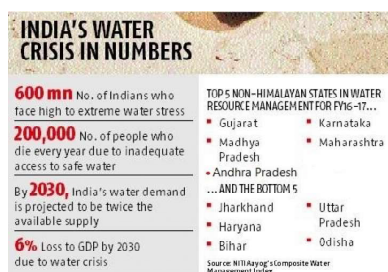 INDIA'S WATER
CRISIS IN NUMBERS
600 mn No. of Indians who
face high to extreme water stress
200,000 No. of people who
die every year due to inadequate
access to safe water
By 2030, India's water demand
is projected to be twice the
available supply
6% Loss to GDP by 2030
due to water crisis
TOP 5 NON-HIMALAYAN STATES IN WATER
RESOURCE MANAGEMENT FOR FY16-17...
Gujarat
Madhya
Pradesh
Andhra Pradesh
Karnataka
Maharashtra
...AND THE BOTTOM 5
Jharkhand
Haryana
Bihar
Uttar
Pradesh
Odisha
Source: NITI Aayog's Composite Water
Management Index